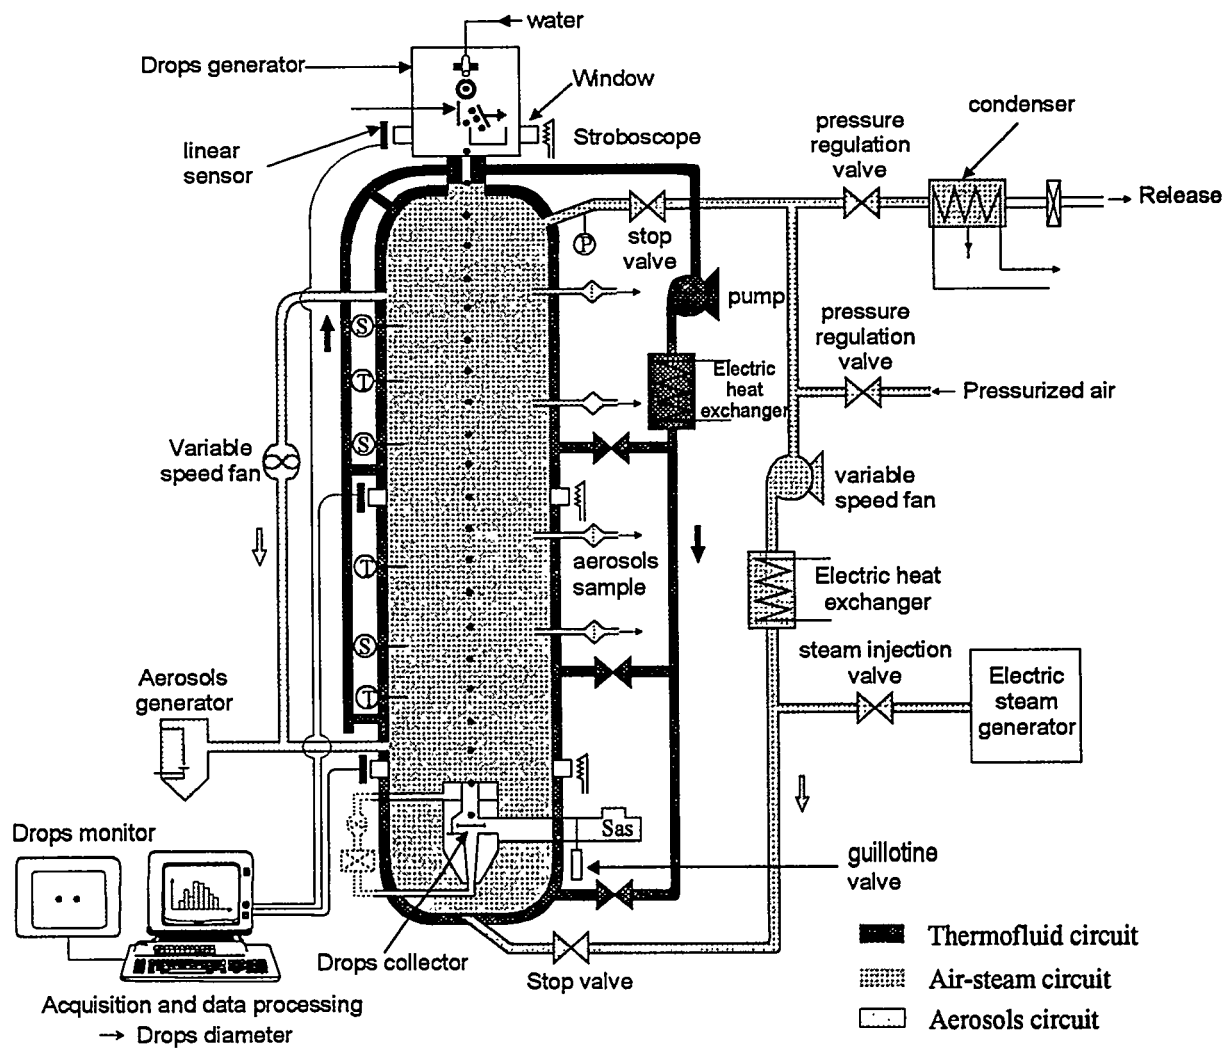 water
Drops generator
Window
condenser
pressure
regulation
valve
Stroboscope
linear
sensor
Release
P
stop
valve
pump
pressure
regulation
valve
S
T
Electric
heat
exchanger
Pressurized air
S
Variable
speed fan
variable
speed fan
T
aerosols
sample
Electric heat
exchanger
S
steam injection
valve
Aerosols
generator
T
Electric
steam
generator
Drops monitor
Sas
guillotine
valve
Drops collector
Stop valve
Thermofluid circuit
Air-steam circuit
Aerosols circuit
Acquisition and data processing
→ Drops diameter